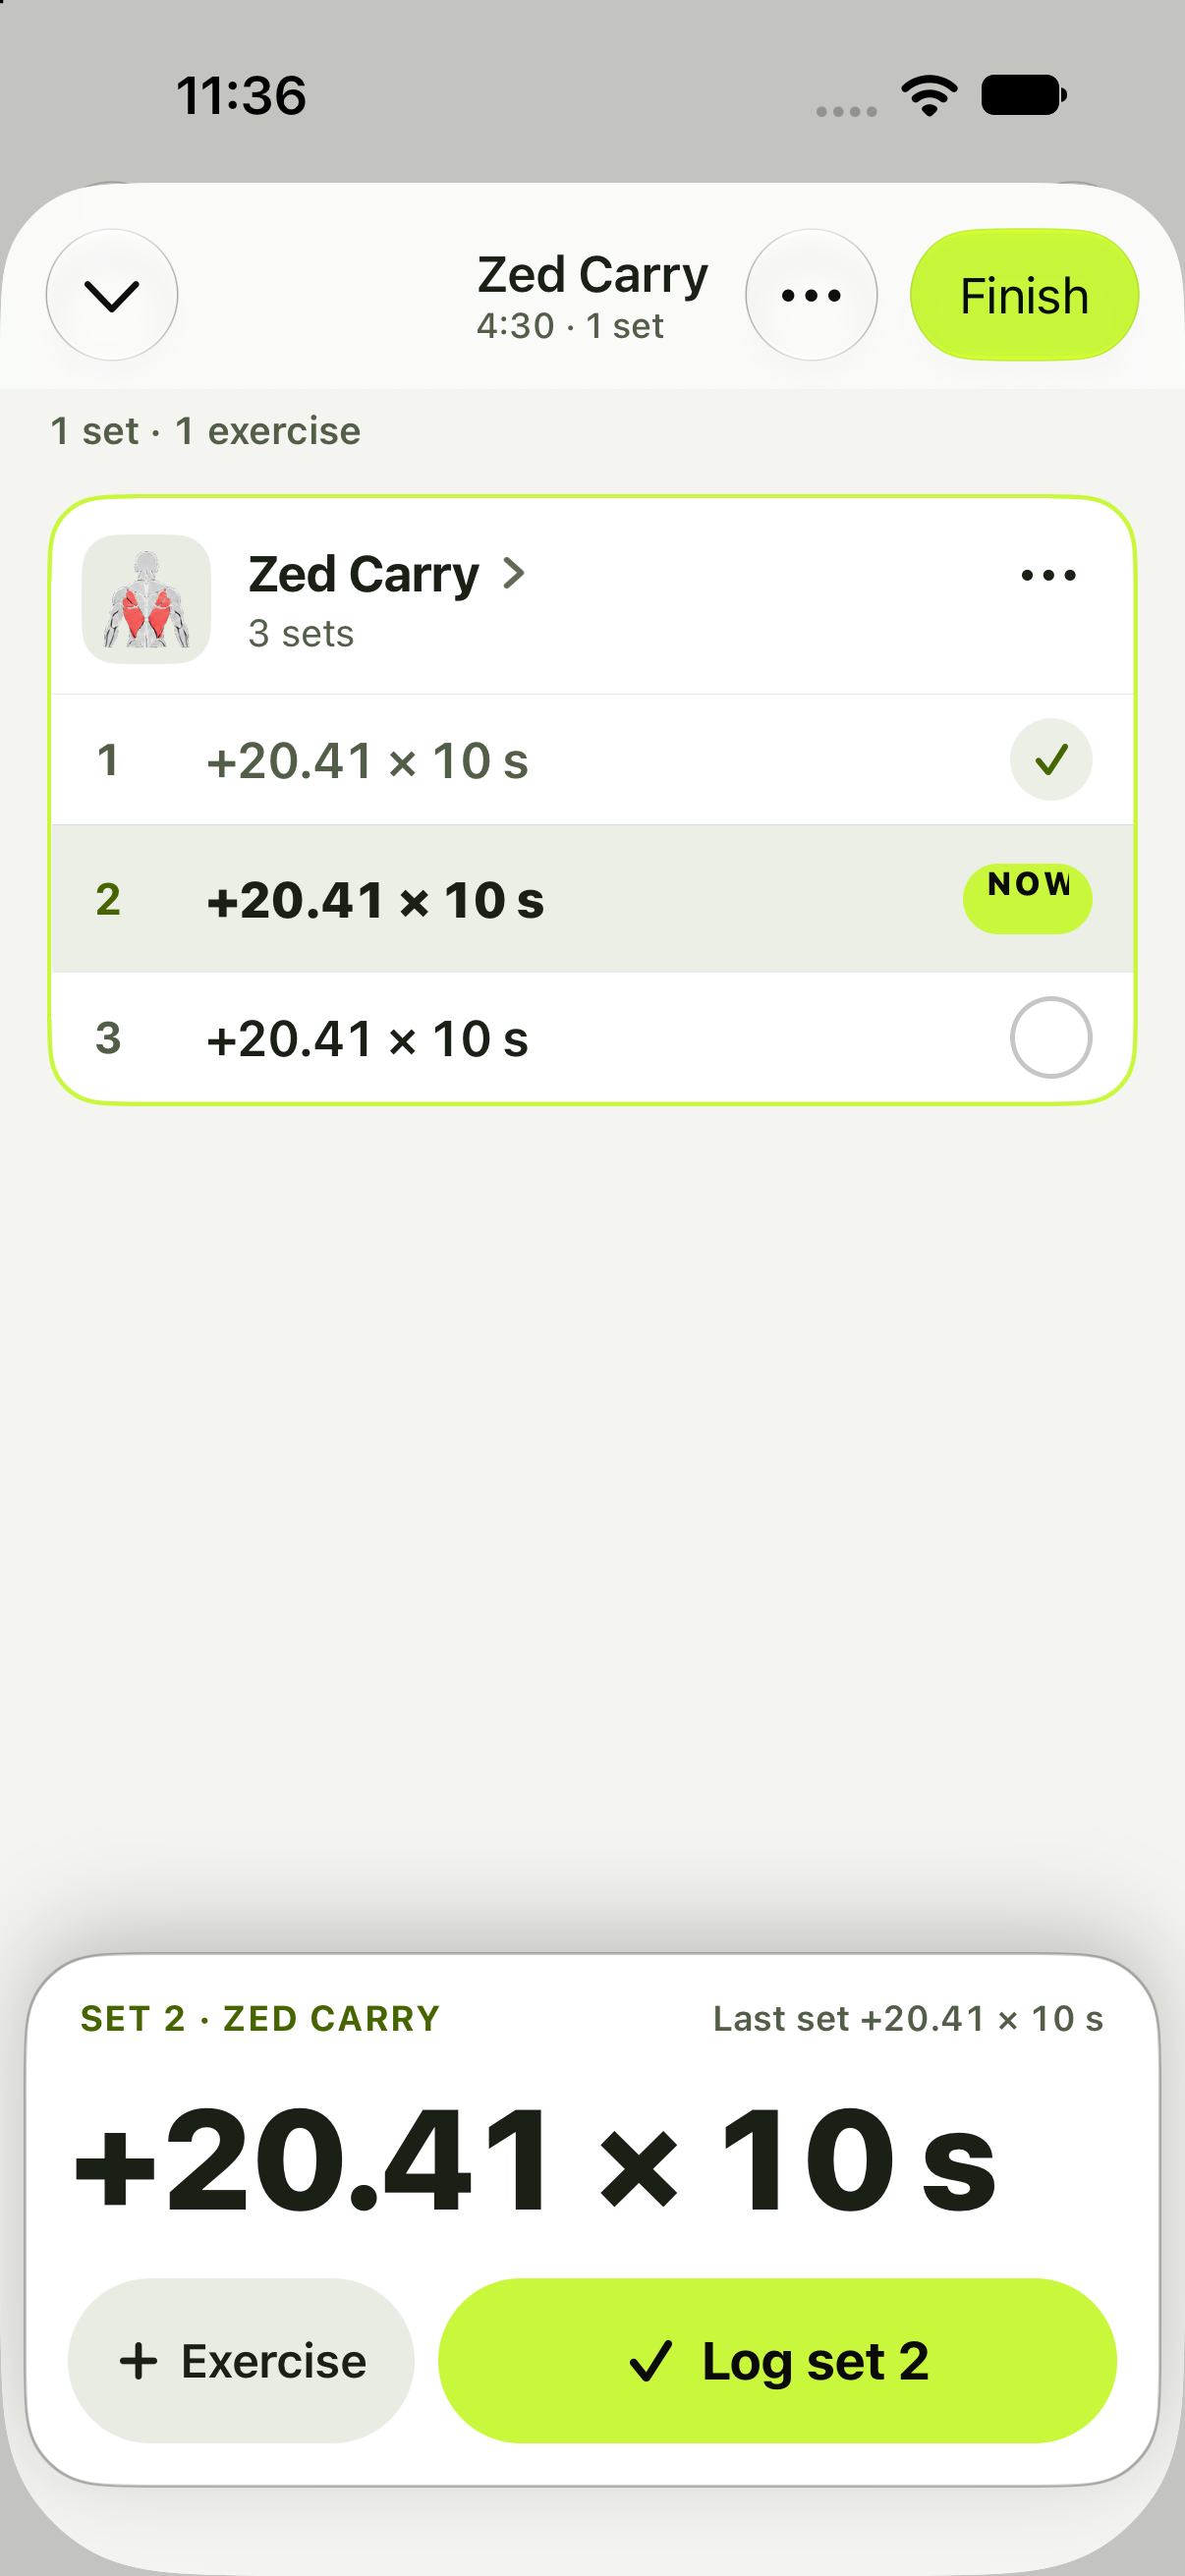 11:36
Zed Carry
4:30 · 1 set
Finish
1 set · 1 exercise
Zed Carry
3 sets
1 +20.41 × 10 s
2 +20.41 × 10 s NOW
3 +20.41 × 10 s
SET 2 · ZED CARRY Last set +20.41 × 10 s
+20.41 × 10 s
+ Exercise
Log set 2